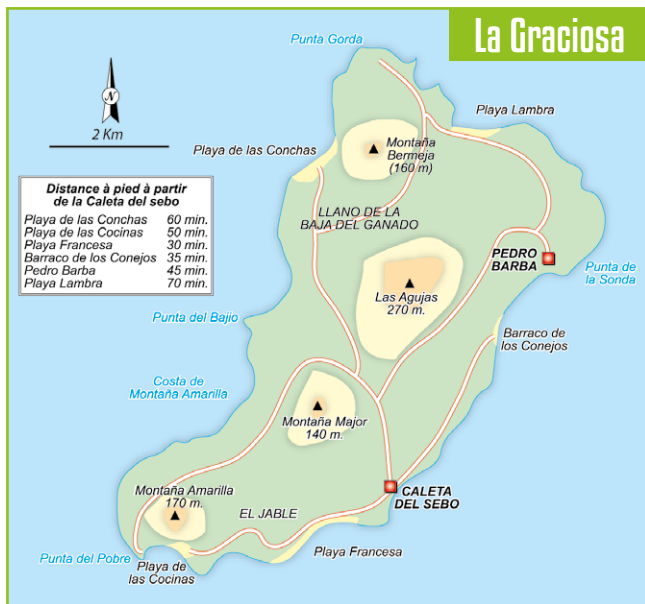 La Graciosa
Punta Gorda
N
2 Km
Playa Lambra
Playa de las Conchas
Montaña
Bermeja
(160 m)
Distance à pied à partir
de la Caleta del sebo
Playa de las Conchas 60 min.
Playa de las Cocinas 50 min.
Playa Francesa 30 min.
Barraco de los Conejos 35 min.
Pedro Barba 45 min.
Playa Lambra 70 min.
LLANO DE LA
BAJA DEL GANADO
PEDRO
BARBA
Punta de
la Sonda
Las Agujas
270 m.
Punta del Bajio
Barraco de
los Conejos
Costa de
Montaña Amarilla
Montaña Major
140 m.
Montaña Amarilla
170 m.
CALETA
DEL SEBO
EL JABLE
Playa Francesa
Punta del Pobre
Playa de
las Cocinas